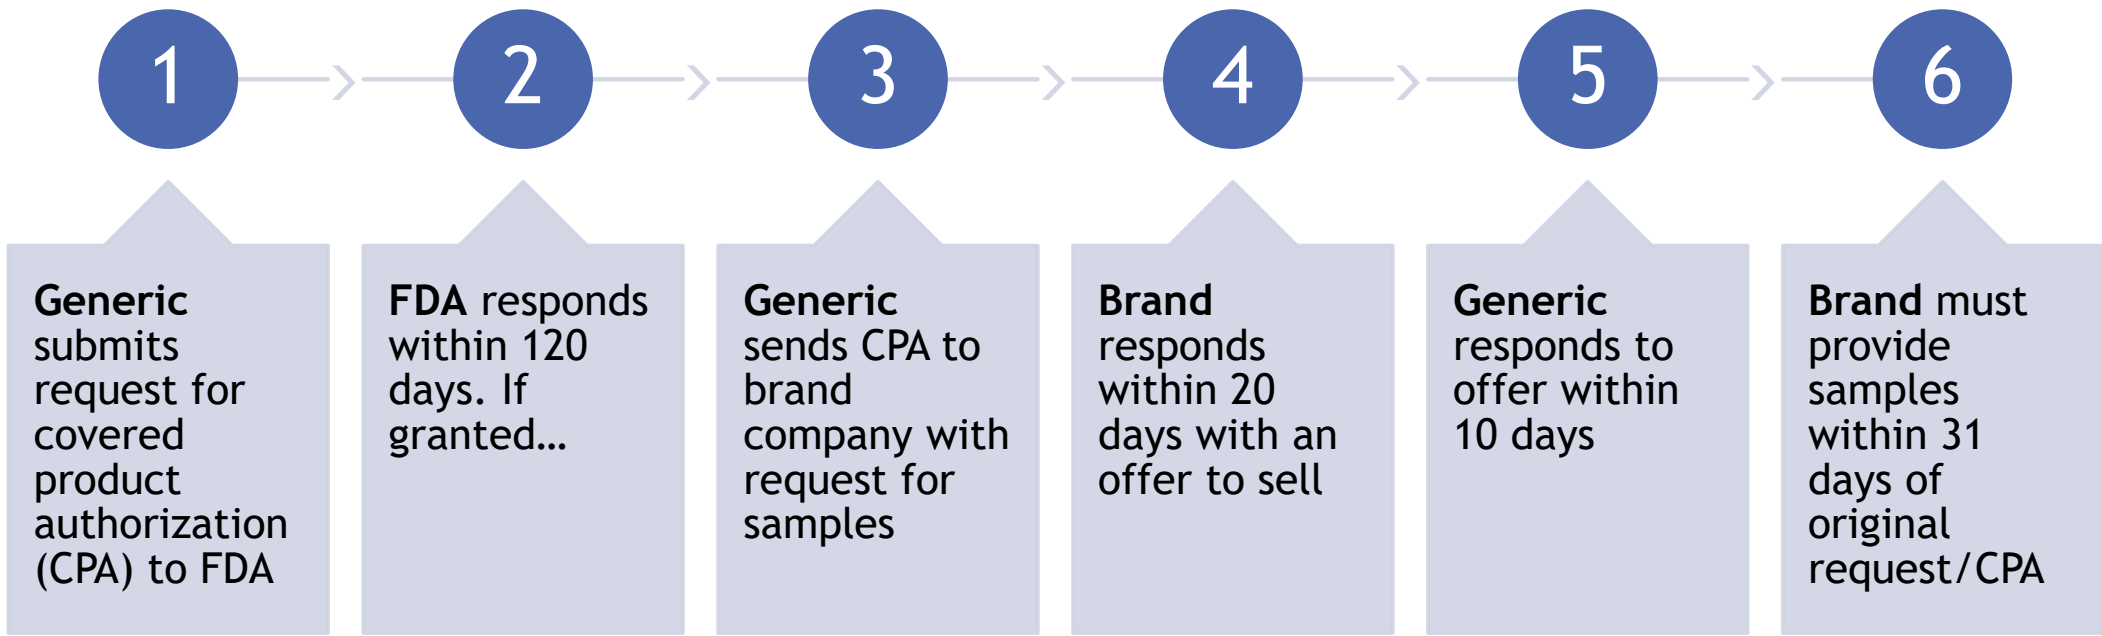 1
2
3
4
5
6
Generic
submits
request for
covered
product
authorization
(CPA) to FDA
FDA responds
within 120
days. If
granted…
Generic
sends CPA to
brand
company with
request for
samples
Brand
responds
within 20
days with an
offer to sell
Generic
responds to
offer within
10 days
Brand must
provide
samples
within 31
days of
original
request/CPA